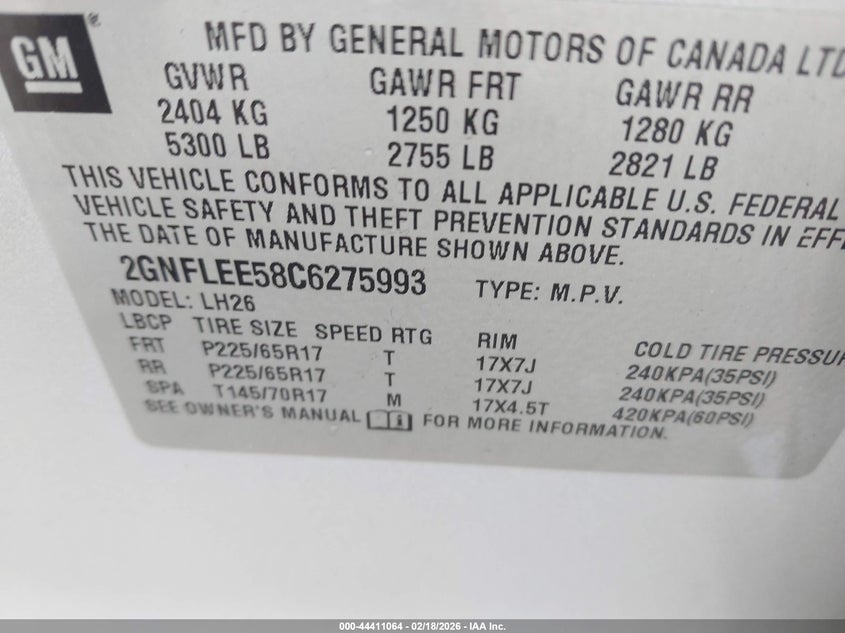 GM®
MFD BY GENERAL MOTORS OF CANADA LTD
GVWR GAWR FRT GAWR RR
2404 KG 1250 KG 1280 KG
5300 LB 2755 LB 2821 LB
THIS VEHICLE CONFORMS TO ALL APPLICABLE U.S. FEDERAL
VEHICLE SAFETY AND THEFT PREVENTION STANDARDS IN EFF
THE DATE OF MANUFACTURE SHOWN ABOVE.
2GNFLEE58C6275993 TYPE: M.P.V.
MODEL: LH26
LBCP TIRE SIZE SPEED RTG RIM COLD TIRE PRESSUR
FRT P225/65R17 T 17X7J 240KPA(35PSI)
RR P225/65R17 T 17X7J 240KPA(35PSI)
SPA T145/70R17 M 17X4.5T 420KPA(60PSI)
SEE OWNER'S MANUAL FOR MORE INFORMATION.
000-44411064 - 02/18/2026 - IAA Inc.